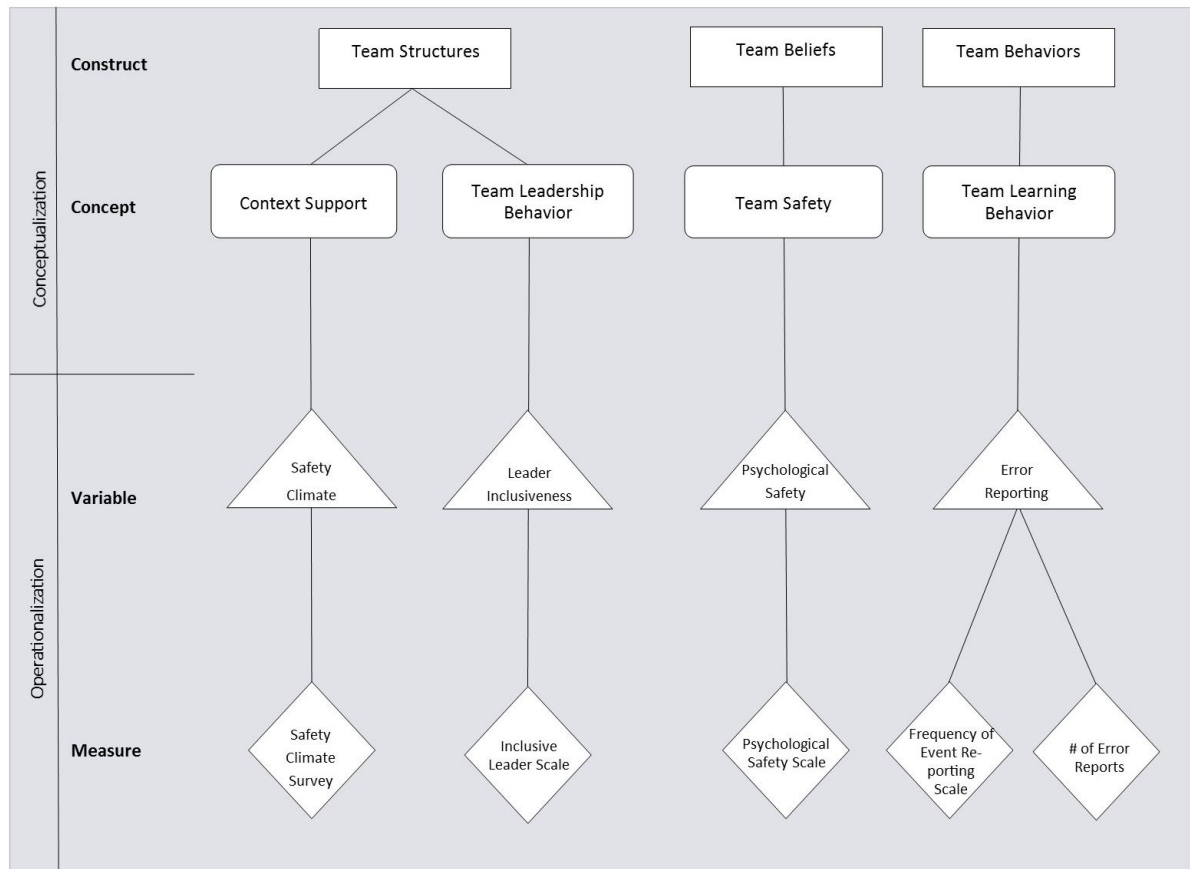 Construct
Team Structures
Team Beliefs
Team Behaviors
Conceptualization
Concept
Context Support
Team Leadership
Behavior
Team Safety
Team Learning
Behavior
Operationalization
Variable
Safety
Climate
Leader
Inclusiveness
Psychological
Safety
Error
Reporting
Measure
Safety
Climate
Survey
Inclusive
Leader Scale
Psychological
Safety Scale
Frequency of
Event Re-
porting
Scale
# of Error
Reports